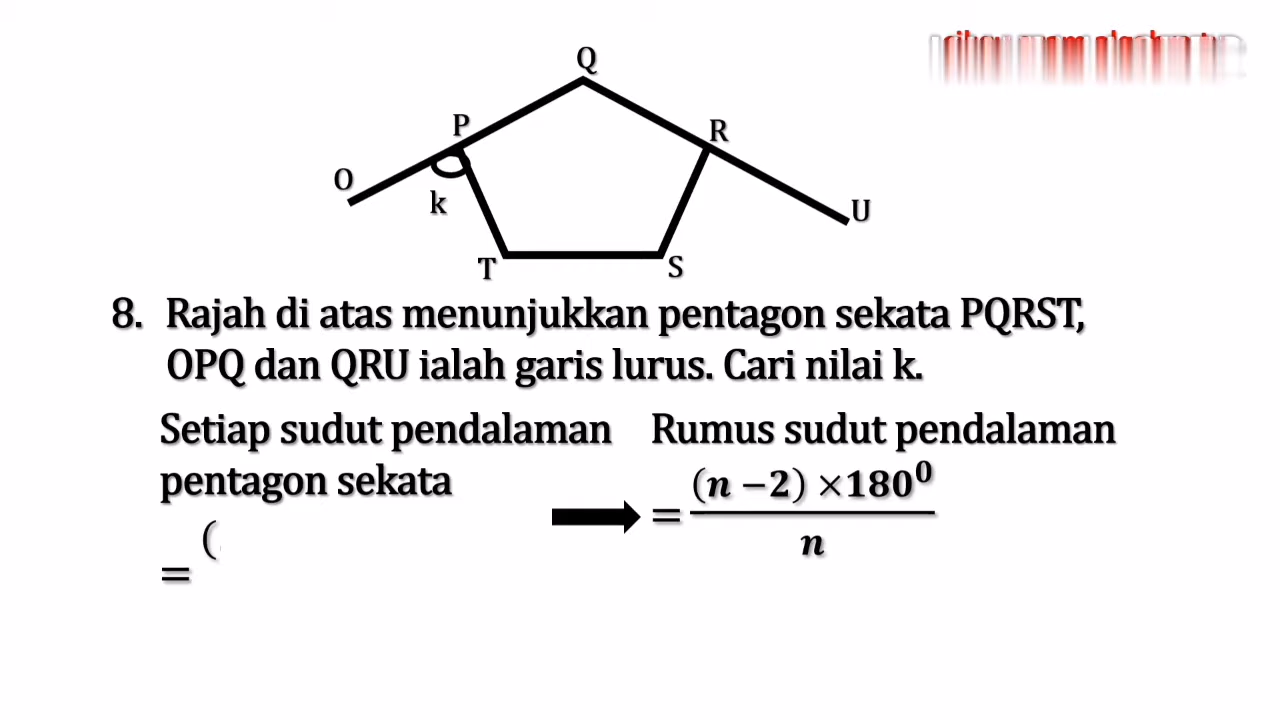 Q
P
R
O
k
U
T
S
8. Rajah di atas menunjukkan pentagon sekata PQRST,
OPQ dan QRU ialah garis lurus. Cari nilai k.
Setiap sudut pendalaman
pentagon sekata
= (
Rumus sudut pendalaman
= (n −2) ×180⁰
n